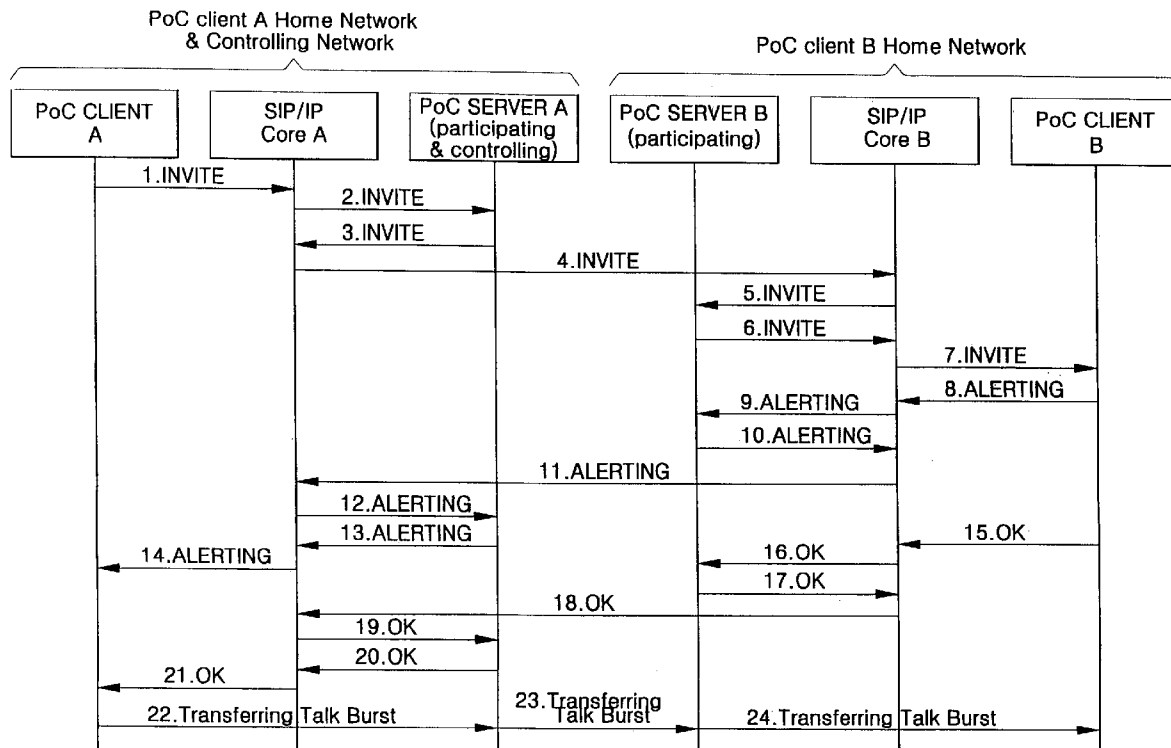 PoC client A Home Network
& Controlling Network
PoC client B Home Network
PoC CLIENT
A
SIP/IP
Core A
PoC SERVER A
(participating
& controlling)
PoC SERVER B
(participating)
SIP/IP
Core B
PoC CLIENT
B
1.INVITE
2.INVITE
3.INVITE
4.INVITE
5.INVITE
6.INVITE
7.INVITE
8.ALERTING
9.ALERTING
10.ALERTING
11.ALERTING
12.ALERTING
13.ALERTING
14.ALERTING
15.OK
16.OK
17.OK
18.OK
19.OK
20.OK
21.OK
22.Transferring Talk Burst
23.Transferring
Talk Burst
24.Transferring Talk Burst